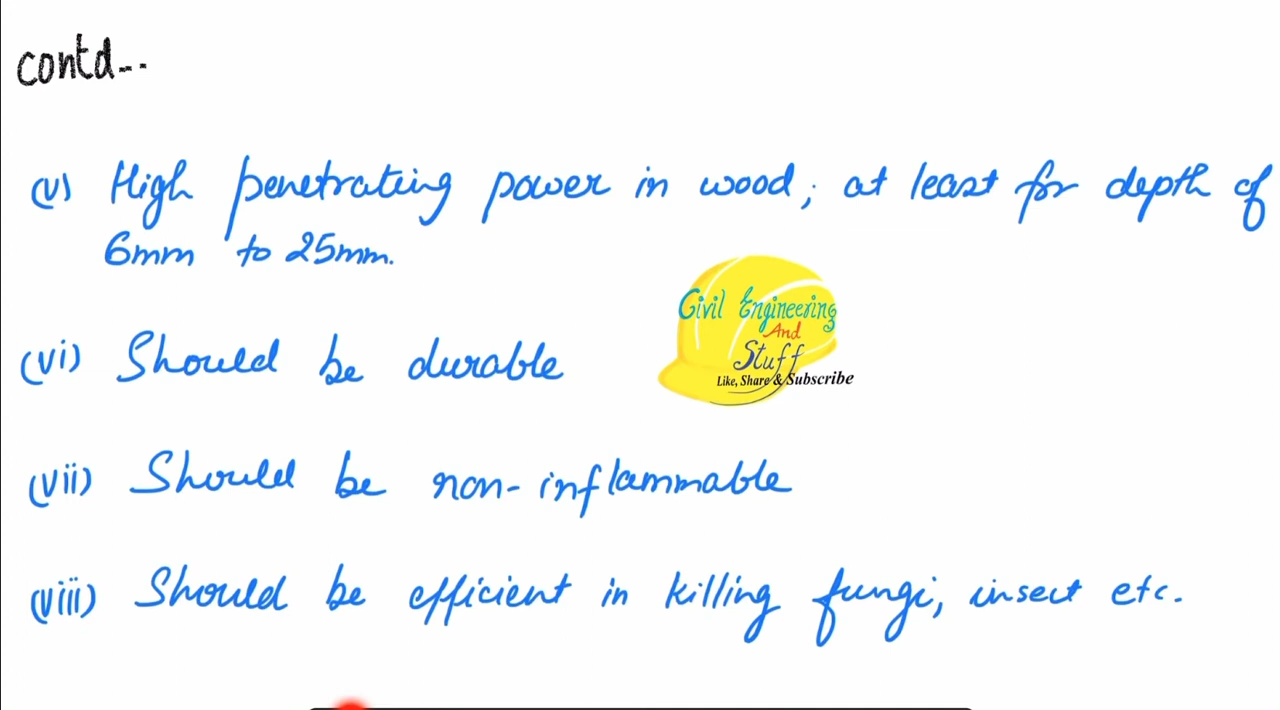 contd--.
(v) High penetrating power in wood; at least for depth of
6mm to 25mm.
Civil Engineering
And
Stuff
Like, Share & Subscribe
(vi) Should be durable
(vii) Should be non-inflammable
(viii) Should be efficient in killing fungi, insect etc.